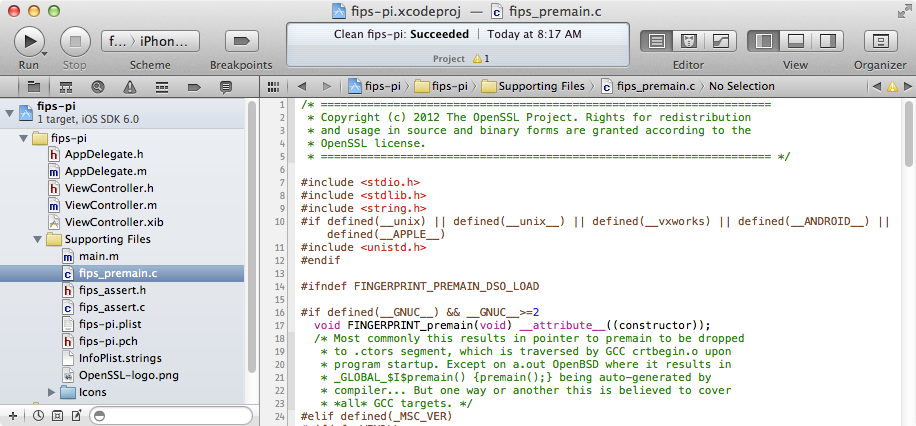 fips-pi.xcodeproj — fips_premain.c
Clean fips-pi: Succeeded | Today at 8:17 AM
Project 1
f... iPhon...
Run Stop Scheme Breakpoints Editor View Organizer
fips-pi fips-pi Supporting Files fips_premain.c No Selection
fips-pi
1 target, iOS SDK 6.0
fips-pi
AppDelegate.h
AppDelegate.m
ViewController.h
ViewController.m
ViewController.xib
Supporting Files
main.m
fips_premain.c
fips_assert.h
fips_assert.c
fips-pi.plist
fips-pi.pch
InfoPlist.strings
OpenSSL-logo.png
Icons
1 /* ====================================================================
2 * Copyright (c) 2012 The OpenSSL Project. Rights for redistribution
3 * and usage in source and binary forms are granted according to the
4 * OpenSSL license.
5 * ==================================================================== */
6
7 #include <stdio.h>
8 #include <stdlib.h>
9 #include <string.h>
10 #if defined(__unix) || defined(__unix__) || defined(__vxworks) || defined(__ANDROID__) ||
defined(__APPLE__)
11 #include <unistd.h>
12 #endif
13
14 #ifndef FINGERPRINT_PREMAIN_DSO_LOAD
15
16 #if defined(__GNUC__) && __GNUC__>=2
17 void FINGERPRINT_premain(void) __attribute__((constructor));
18 /* Most commonly this results in pointer to premain to be dropped
19 * to .ctors segment, which is traversed by GCC crtbegin.o upon
20 * program startup. Except on a.out OpenBSD where it results in
21 * _GLOBAL_$I$premain() {premain();} being auto-generated by
22 * compiler... But one way or another this is believed to cover
23 * *all* GCC targets. */
24 #elif defined(_MSC_VER)